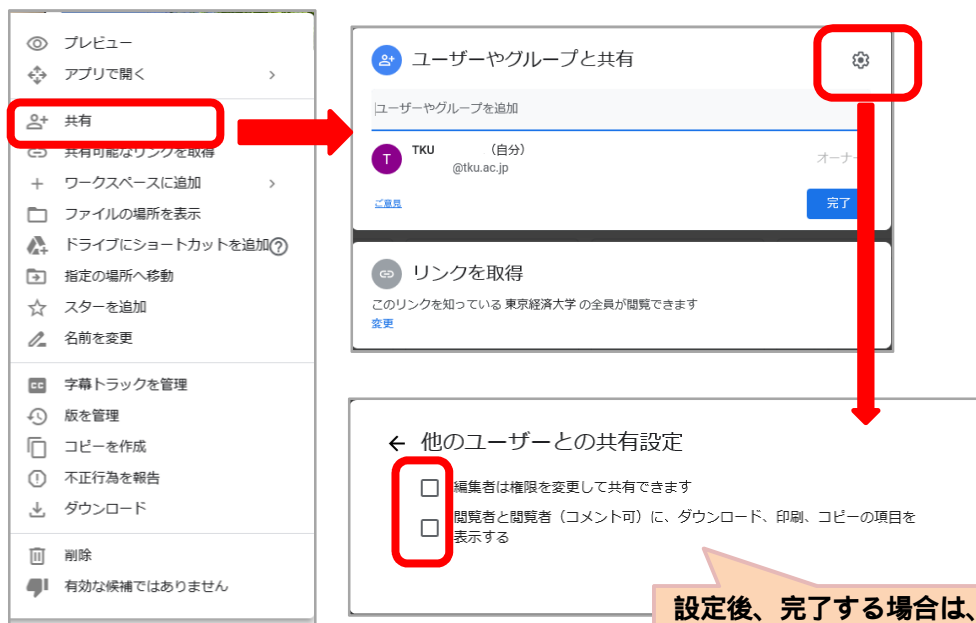 プレビュー
アプリで開く
共有
共有可能なリンクを取得
ワークスペースに追加
ファイルの場所を表示
ドライブにショートカットを追加
指定の場所へ移動
スターを追加
名前を変更
字幕トラックを管理
版を管理
コピーを作成
不正行為を報告
ダウンロード
削除
有効な候補ではありません
ユーザーやグループと共有
ユーザーやグループを追加
T
TKU (自分)
@tku.ac.jp
オーナー
ご意見
完了
リンクを取得
このリンクを知っている 東京経済大学 の全員が閲覧できます
変更
他のユーザーとの共有設定
編集者は権限を変更して共有できます
閲覧者と閲覧者（コメント可）に、ダウンロード、印刷、コピーの項目を
表示する
設定後、完了する場合は、